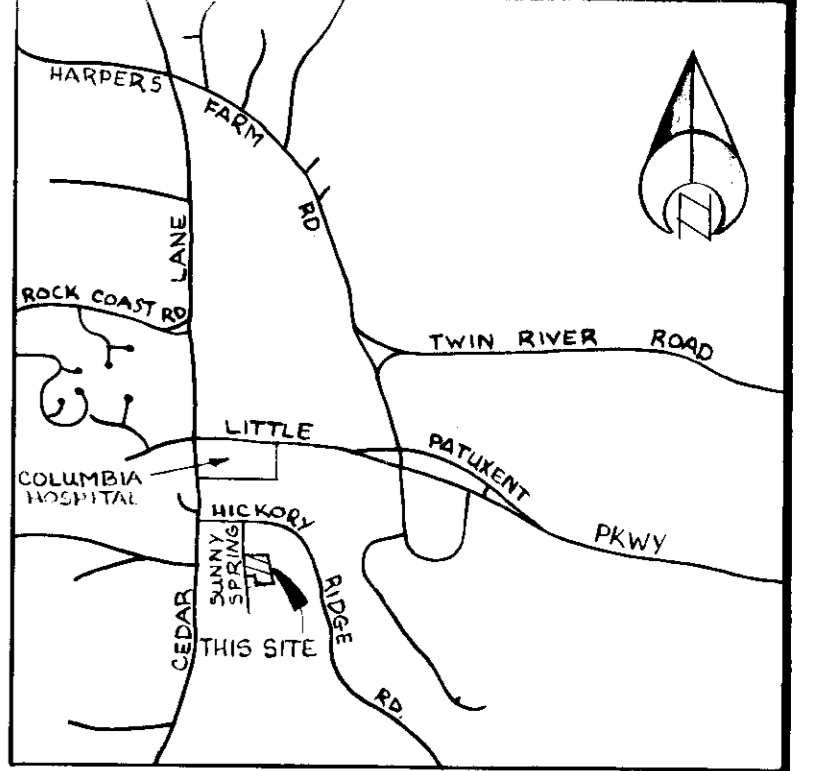 HARPERS FARM RD
LANE
ROCK COAST RD
TWIN RIVER ROAD
LITTLE PATUXENT PKWY
COLUMBIA
HOSPITAL
HICKORY RIDGE RD.
SUNNY
SPRING
CEDAR
THIS SITE